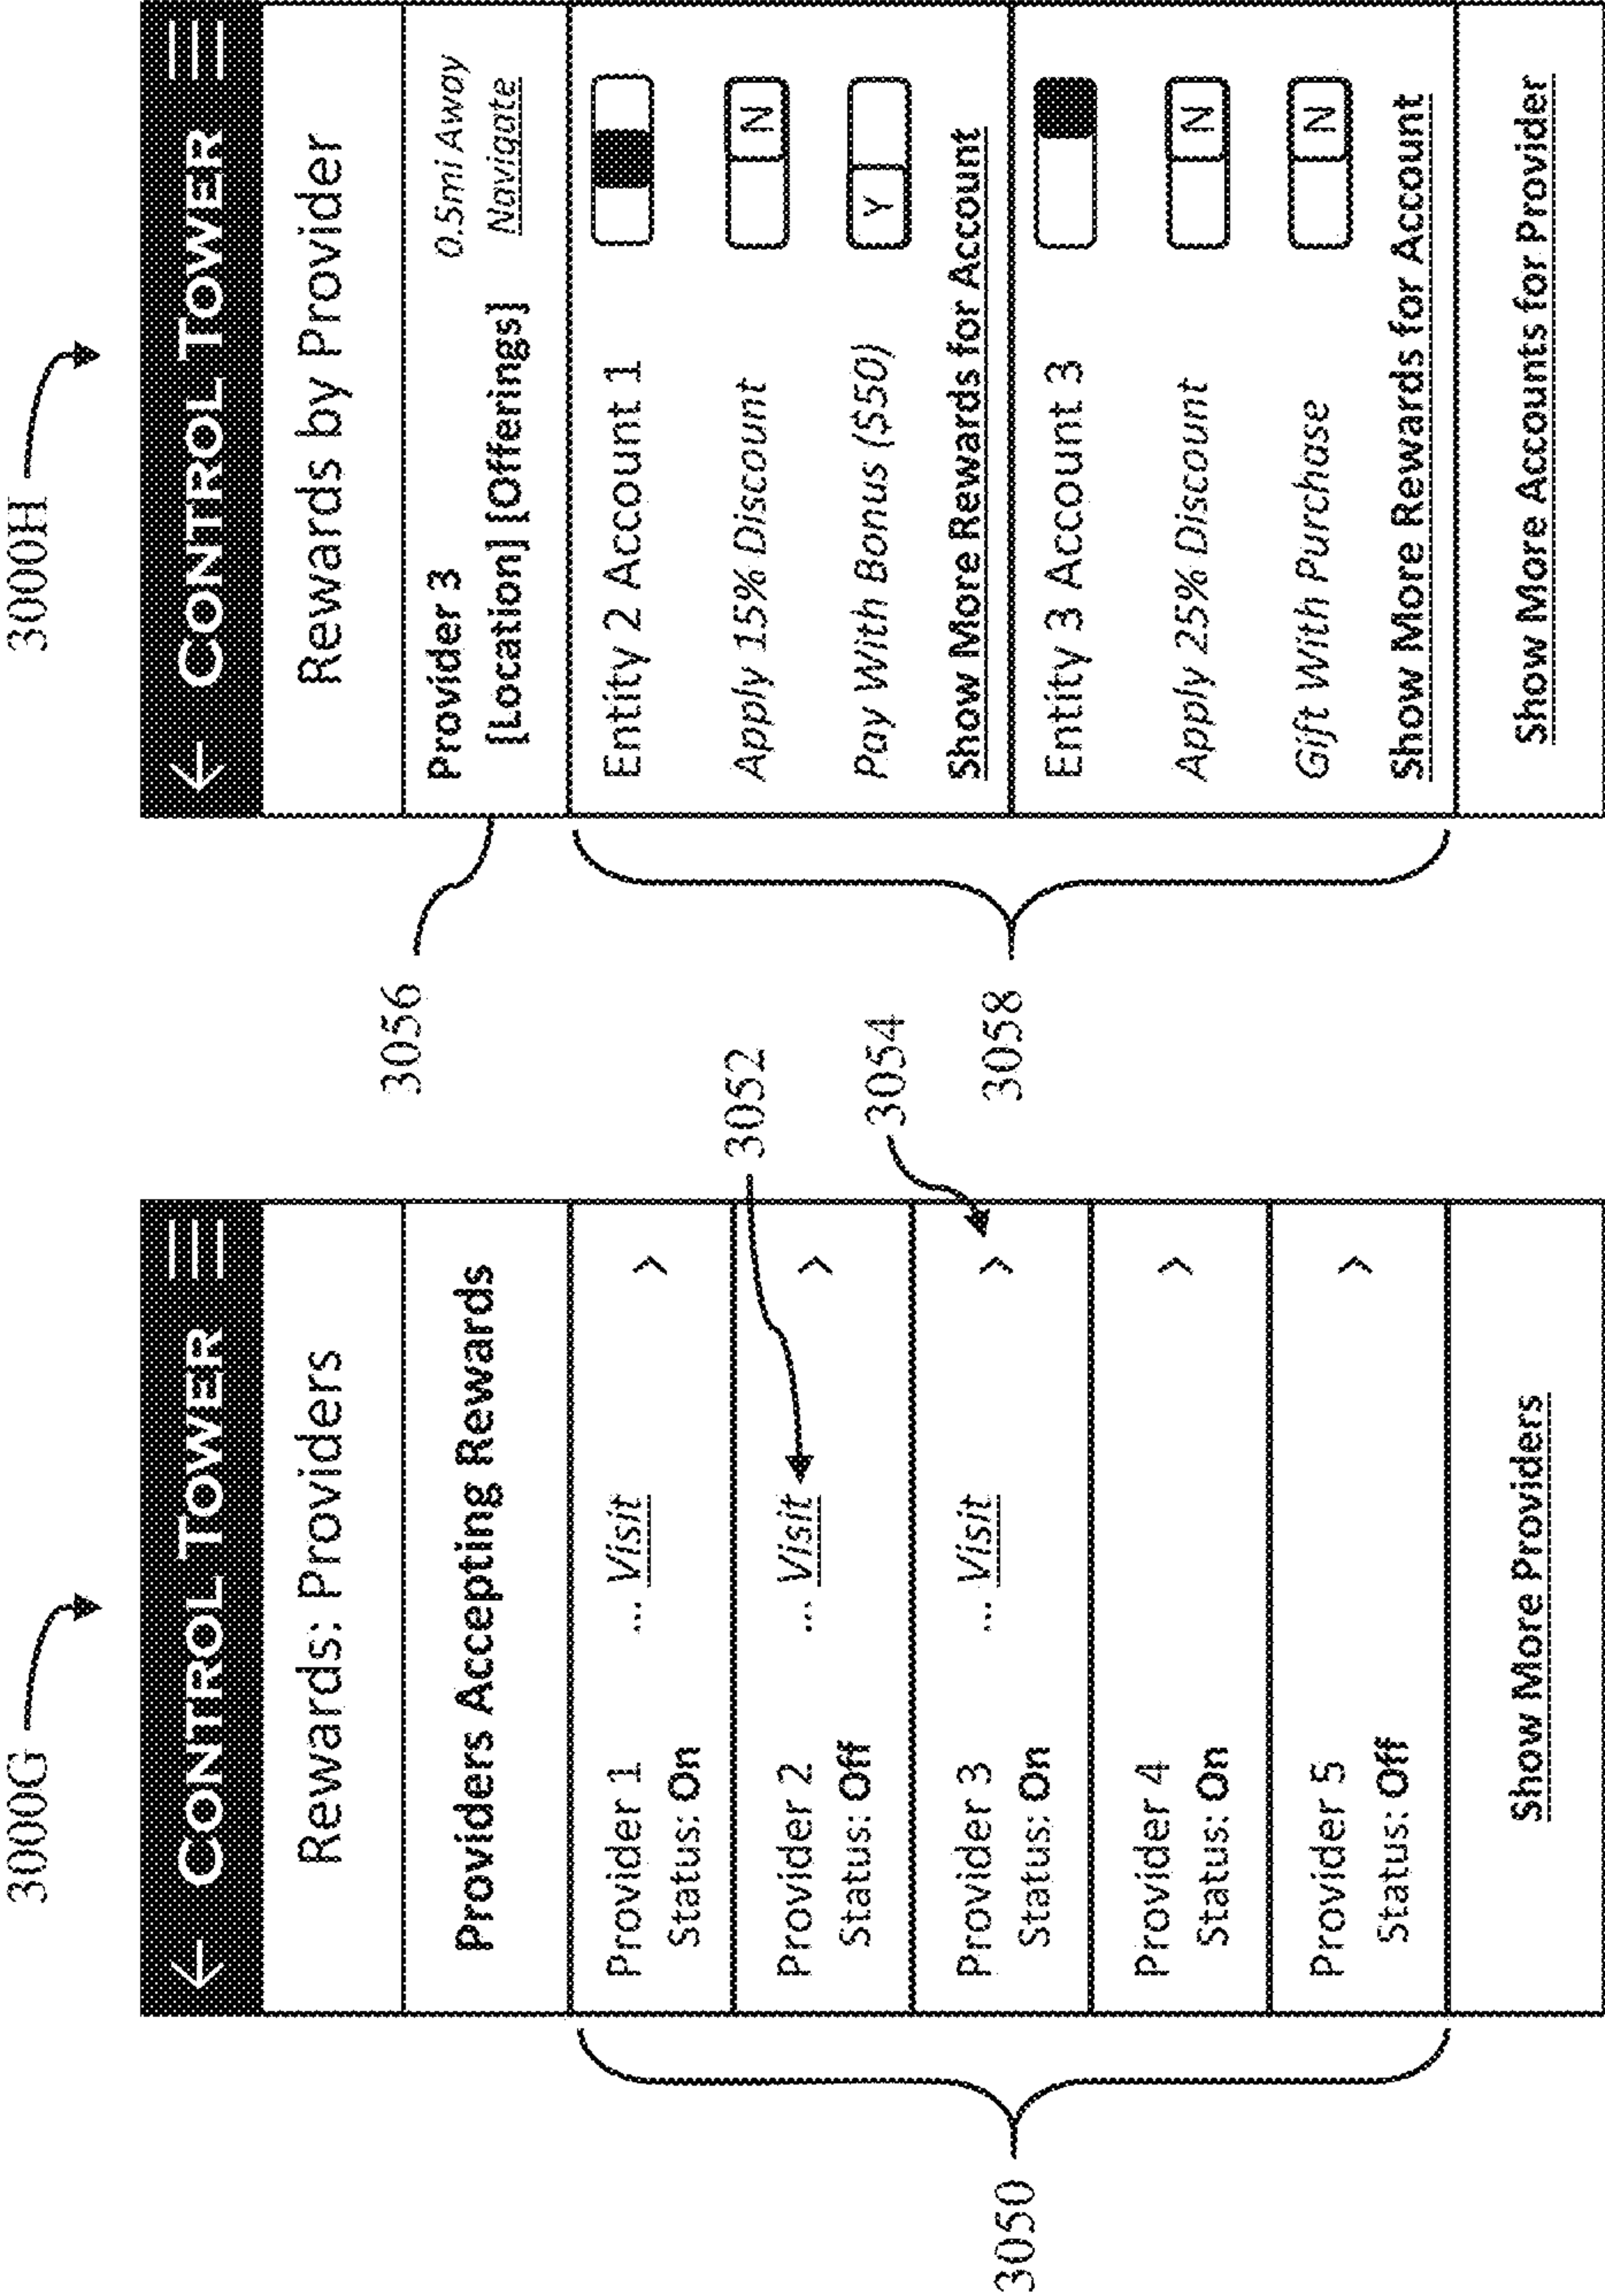 3000G
← CONTROL TOWER
Rewards: Providers
Providers Accepting Rewards
Provider 1 ... Visit >
Status: On
Provider 2 ... Visit >
Status: Off
Provider 3 ... Visit >
Status: On
Provider 4 >
Status: On
Provider 5 >
Status: Off
Show More Providers
3050
3052
3054
3000H
← CONTROL TOWER
Rewards by Provider
Provider 3 0.5mi Away
[Location] [Offerings] Navigate
Entity 2 Account 1
Apply 15% Discount N
Pay With Bonus ($50) Y
Show More Rewards for Account
Entity 3 Account 3
Apply 25% Discount N
Gift With Purchase N
Show More Rewards for Account
Show More Accounts for Provider
3056
3058